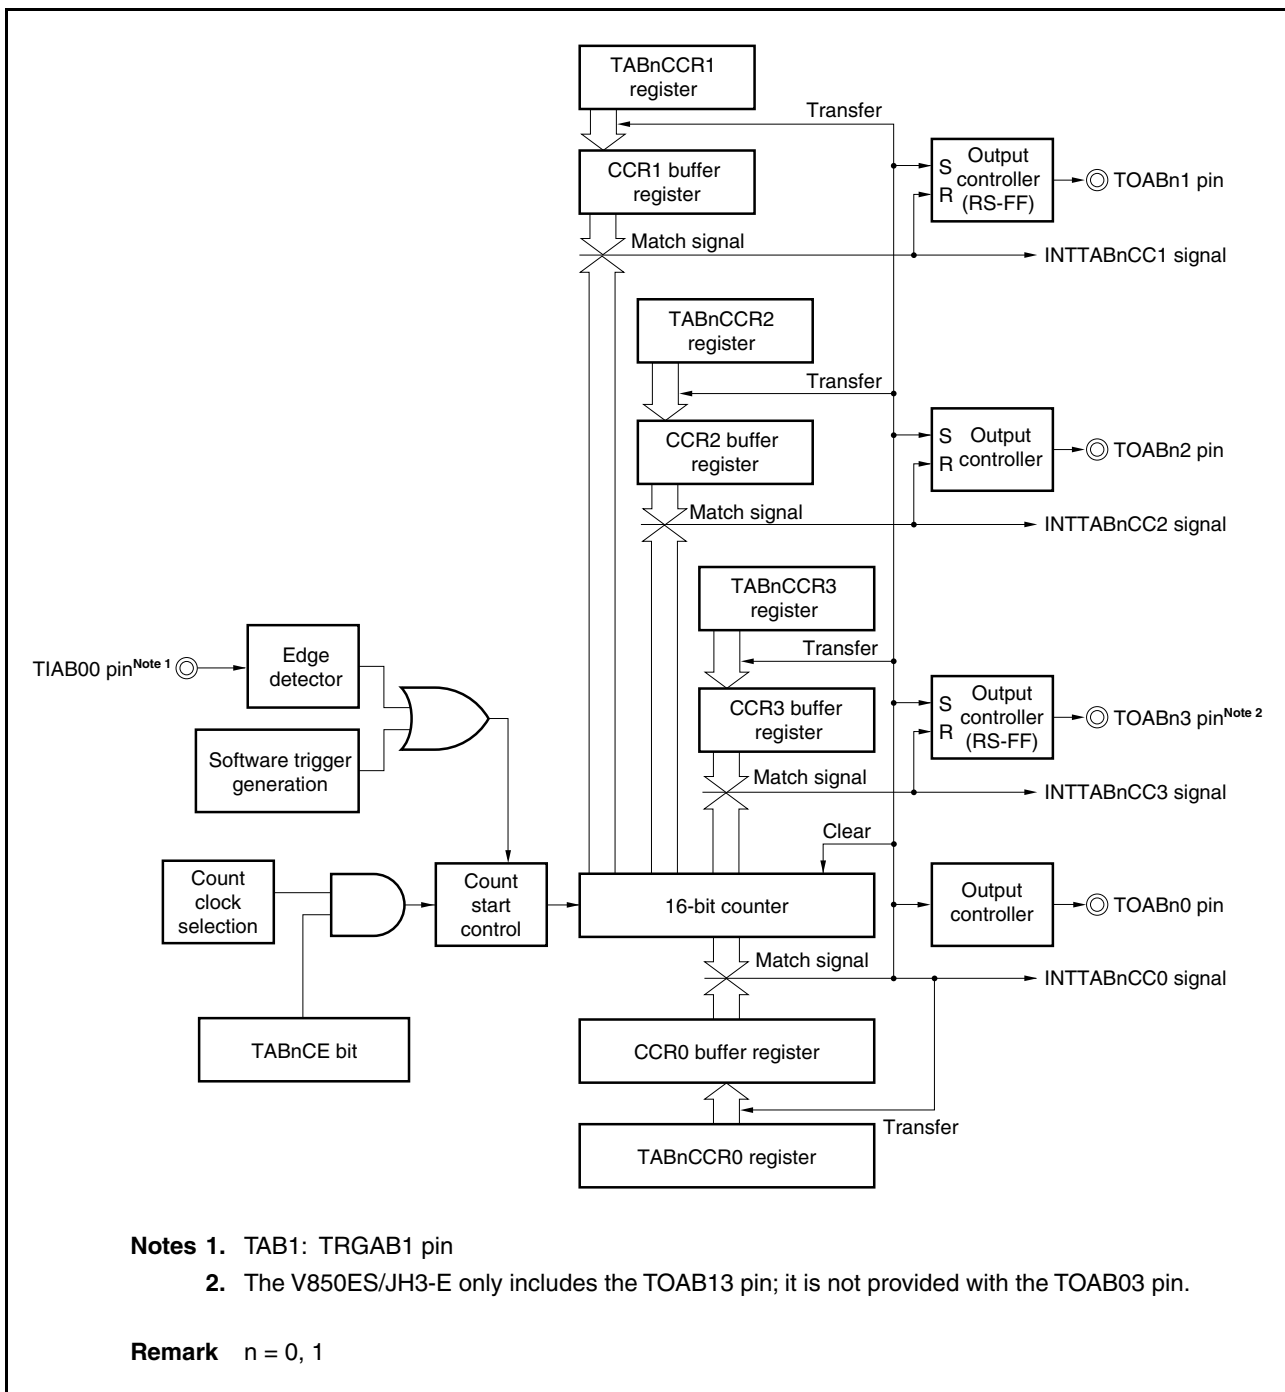 TABnCCR1
register
Transfer
CCR1 buffer
register
S
R
Output
controller
(RS-FF)
TOABn1 pin
Match signal
INTTABnCC1 signal
TABnCCR2
register
Transfer
CCR2 buffer
register
S
R
Output
controller
TOABn2 pin
Match signal
INTTABnCC2 signal
TABnCCR3
register
Transfer
TIAB00 pin Note 1
Edge
detector
CCR3 buffer
register
S
R
Output
controller
(RS-FF)
TOABn3 pin Note 2
Software trigger
generation
Match signal
INTTABnCC3 signal
Clear
Count
clock
selection
Count
start
control
16-bit counter
Output
controller
TOABn0 pin
Match signal
INTTABnCC0 signal
TABnCE bit
CCR0 buffer register
Transfer
TABnCCR0 register
Notes 1. TAB1: TRGAB1 pin
2. The V850ES/JH3-E only includes the TOAB13 pin; it is not provided with the TOAB03 pin.
Remark n = 0, 1